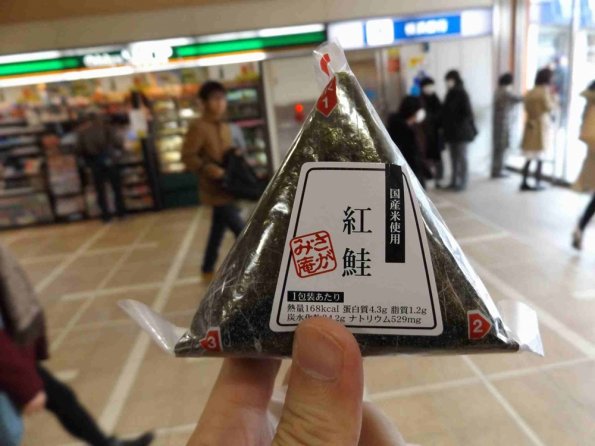 1
国産米使用
紅鮭
さがみ庵
1包装あたり
熱量168kcal 蛋白質4.3g 脂質1.2g
ナトリウム529mg
2
3